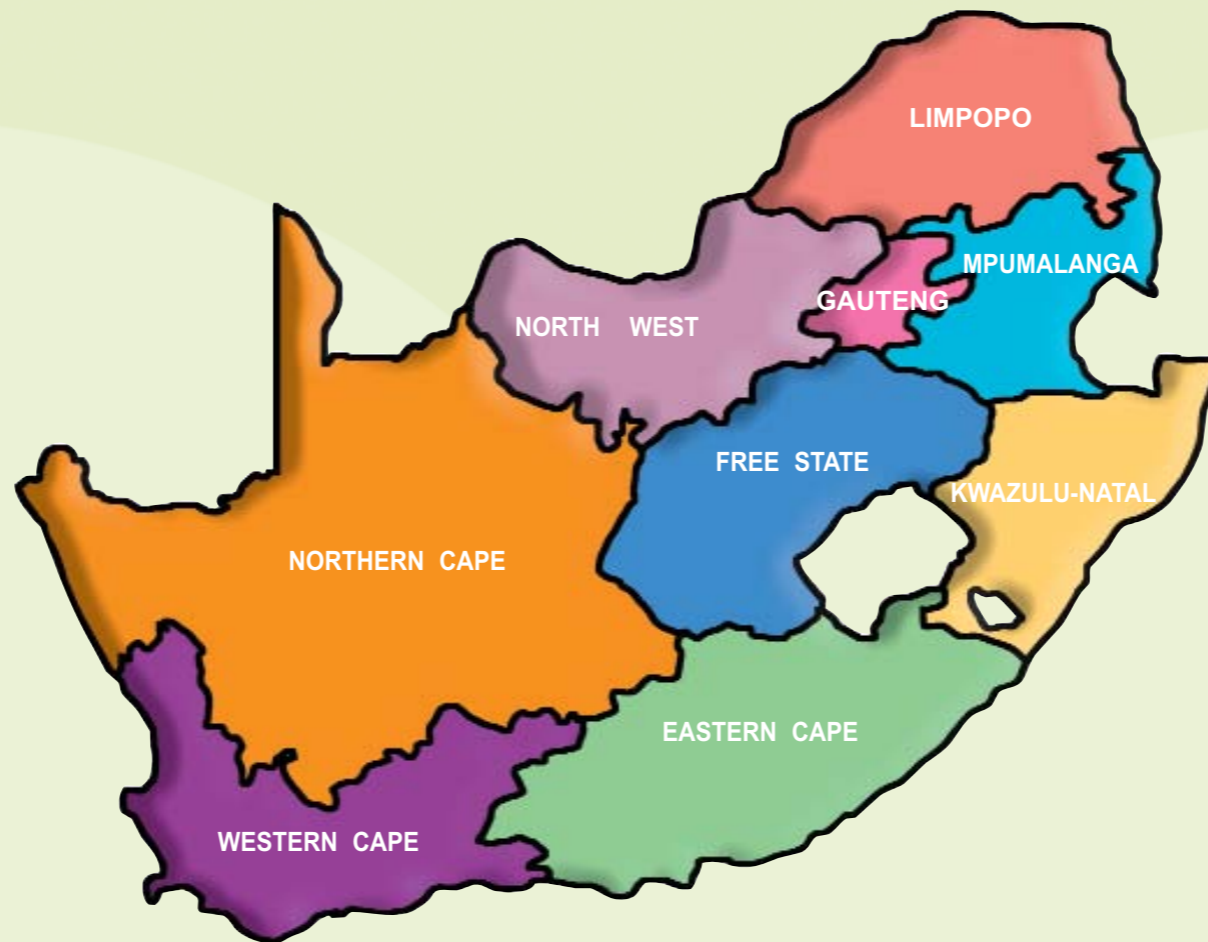 LIMPOPO
MPUMALANGA
GAUTENG
NORTH WEST
FREE STATE
KWAZULU-NATAL
NORTHERN CAPE
EASTERN CAPE
WESTERN CAPE